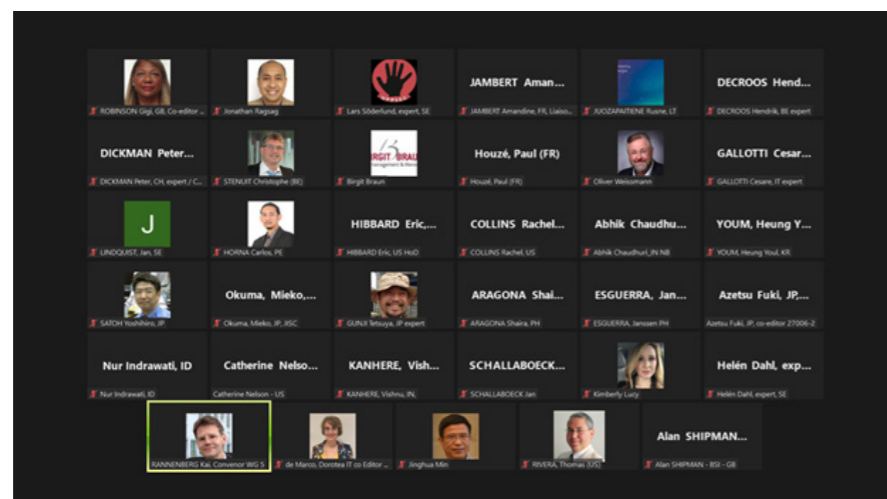 ROBINSON Gigi, GB, Co-editor ...
Jonathan Ragsag
Lars Söderlund, expert, SE
JAMBERT Aman...
JAMBERT Amandine, FR, Liaiso...
JUOZAPAITIENE, Rusne, LT
DECROOS Hend...
DECROOS Hendrik, BE expert
DICKMAN Peter...
DICKMAN Peter, CH, expert / C...
STENUIT Christophe (BE)
BIRGIT BRAU
Birgit Braun
Houzé, Paul (FR)
Houzé, Paul (FR)
Oliver Weissmann
GALLOTTI Cesar...
GALLOTTI Cesare, IT expert
J
LINDQUIST, Jan, SE
HORNA Carlos, PE
HIBBARD Eric,...
HIBBARD Eric, US HoD
COLLINS Rachel...
COLLINS Rachel, US
Abhik Chaudhu...
Abhik Chaudhuri, IN NB
YOUM, Heung Y...
YOUM, Heung Youl, KR
SATOH Yoshihiro, JP
Okuma, Mieko,...
Okuma, Mieko, JP, JISC
GUNJI Tetsuya, JP expert
ARAGONA Shai...
ARAGONA Shaira, PH
ESGUERRA, Jan...
ESGUERRA, Janssen PH
Azetsu Fuki, JP,...
Azetsu Fuki, JP, co-editor 27006-2
Nur Indrawati, ID
Nur Indrawati, ID
Catherine Nelso...
Catherine Nelson - US
KANHERE, Vish...
KANHERE, Vishnu, IN,
SCHALLABOECK...
SCHALLABOECK Jan
Kimberly Lucy
Helén Dahl, exp...
Helén Dahl, expert, SE
RANNENBERG Kai, Convenor WG 5
de Marco, Dorotea IT co Editor ...
Jinghua Min
RIVERA, Thomas (US)
Alan SHIPMAN...
Alan SHIPMAN - BSI - GB